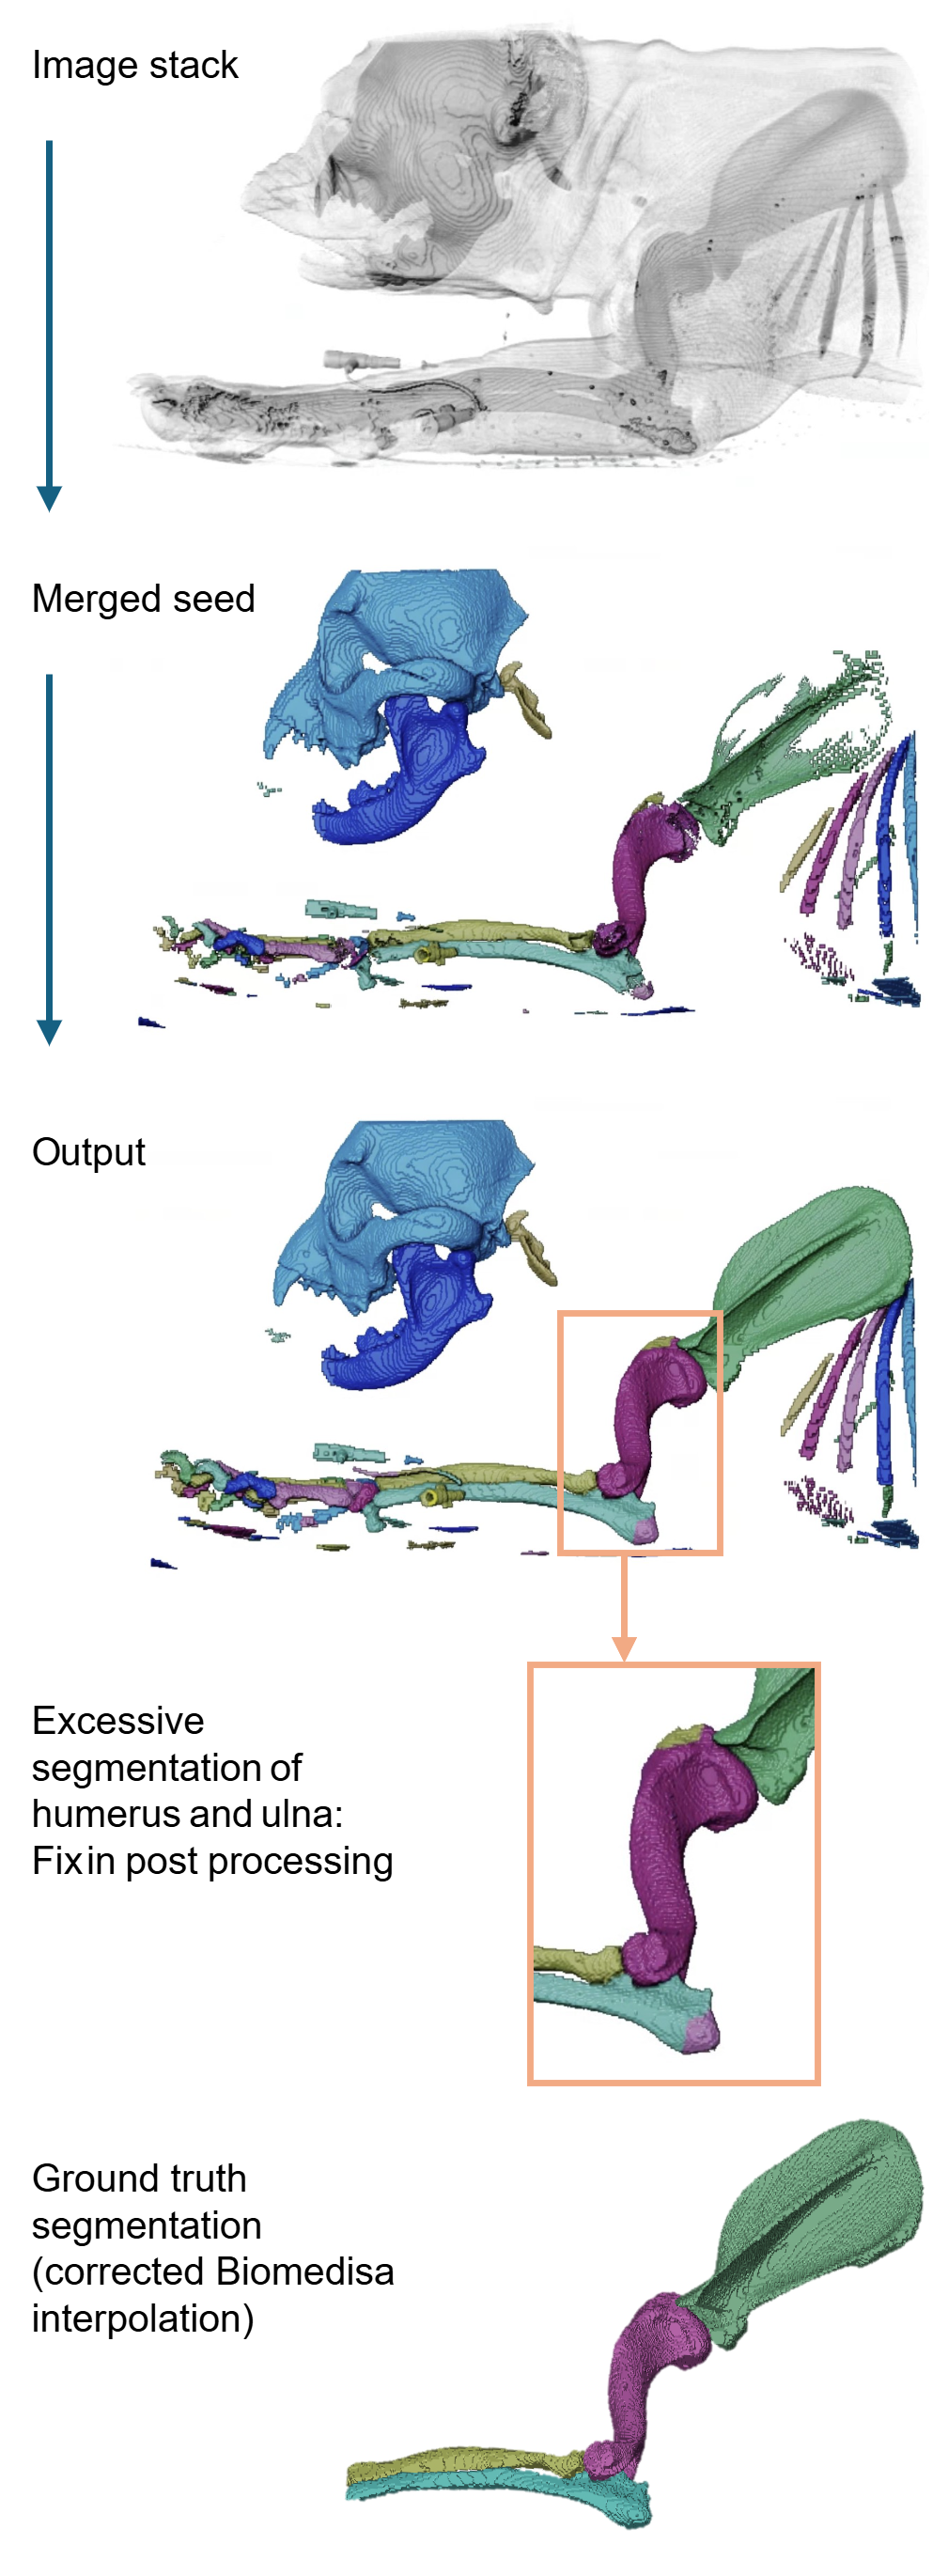 Image stack
Merged seed
Output
Excessive
segmentation of
humerus and ulna:
Fix in post processing
Ground truth
segmentation
(corrected Biomedisa
interpolation)